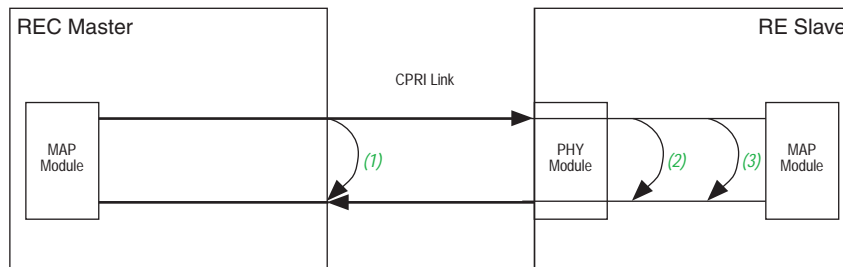 REC Master
RE Slave
CPRI Link
MAP
Module
(1)
PHY
Module
(2)
(3)
MAP
Module